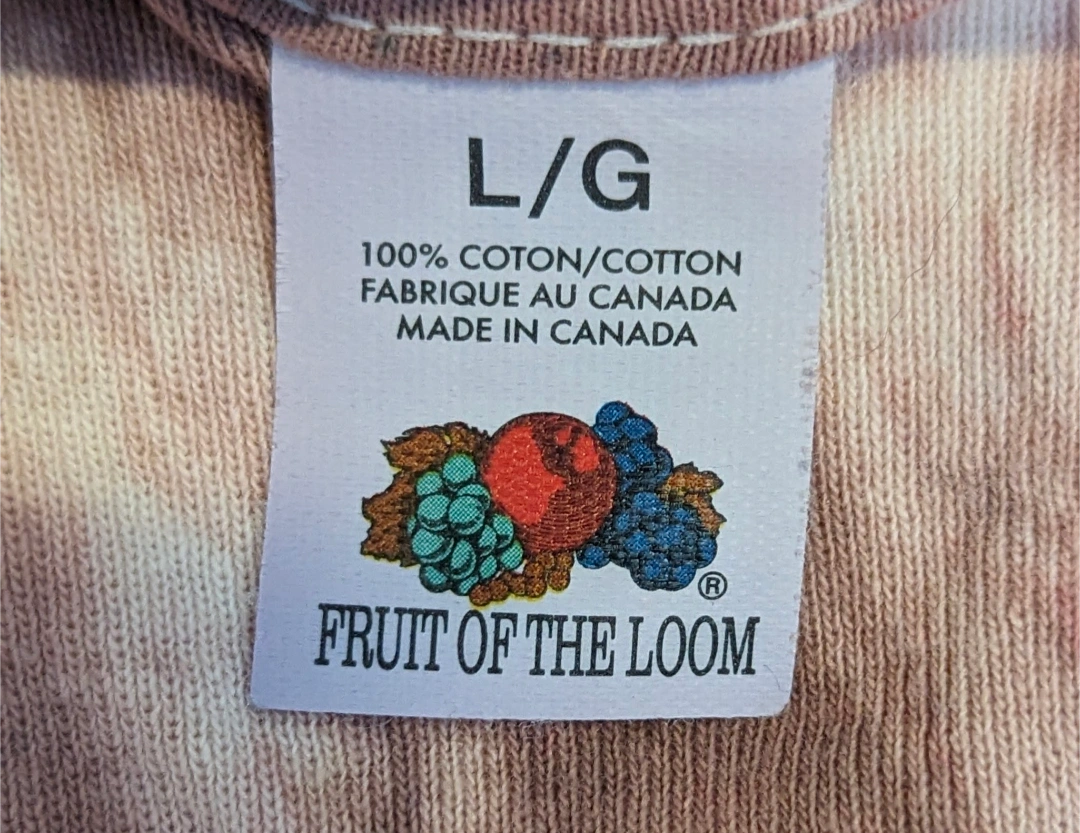 L/G
100% COTON/COTTON
FABRIQUE AU CANADA
MADE IN CANADA
®
FRUIT OF THE LOOM